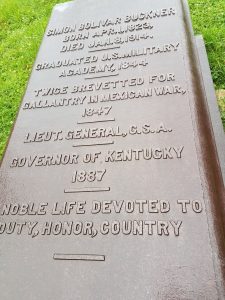 SIMON BOLIVAR BUCKNER
BORN APR. 1, 1823,
DIED JAN. 8, 1914.
GRADUATED U.S. MILITARY
ACADEMY, 1844
TWICE BREVETTED FOR
GALLANTRY IN MEXICAN WAR,
1847
LIEUT. GENERAL, C.S.A.
GOVERNOR OF KENTUCKY
1887
NOBLE LIFE DEVOTED TO
DUTY, HONOR, COUNTRY